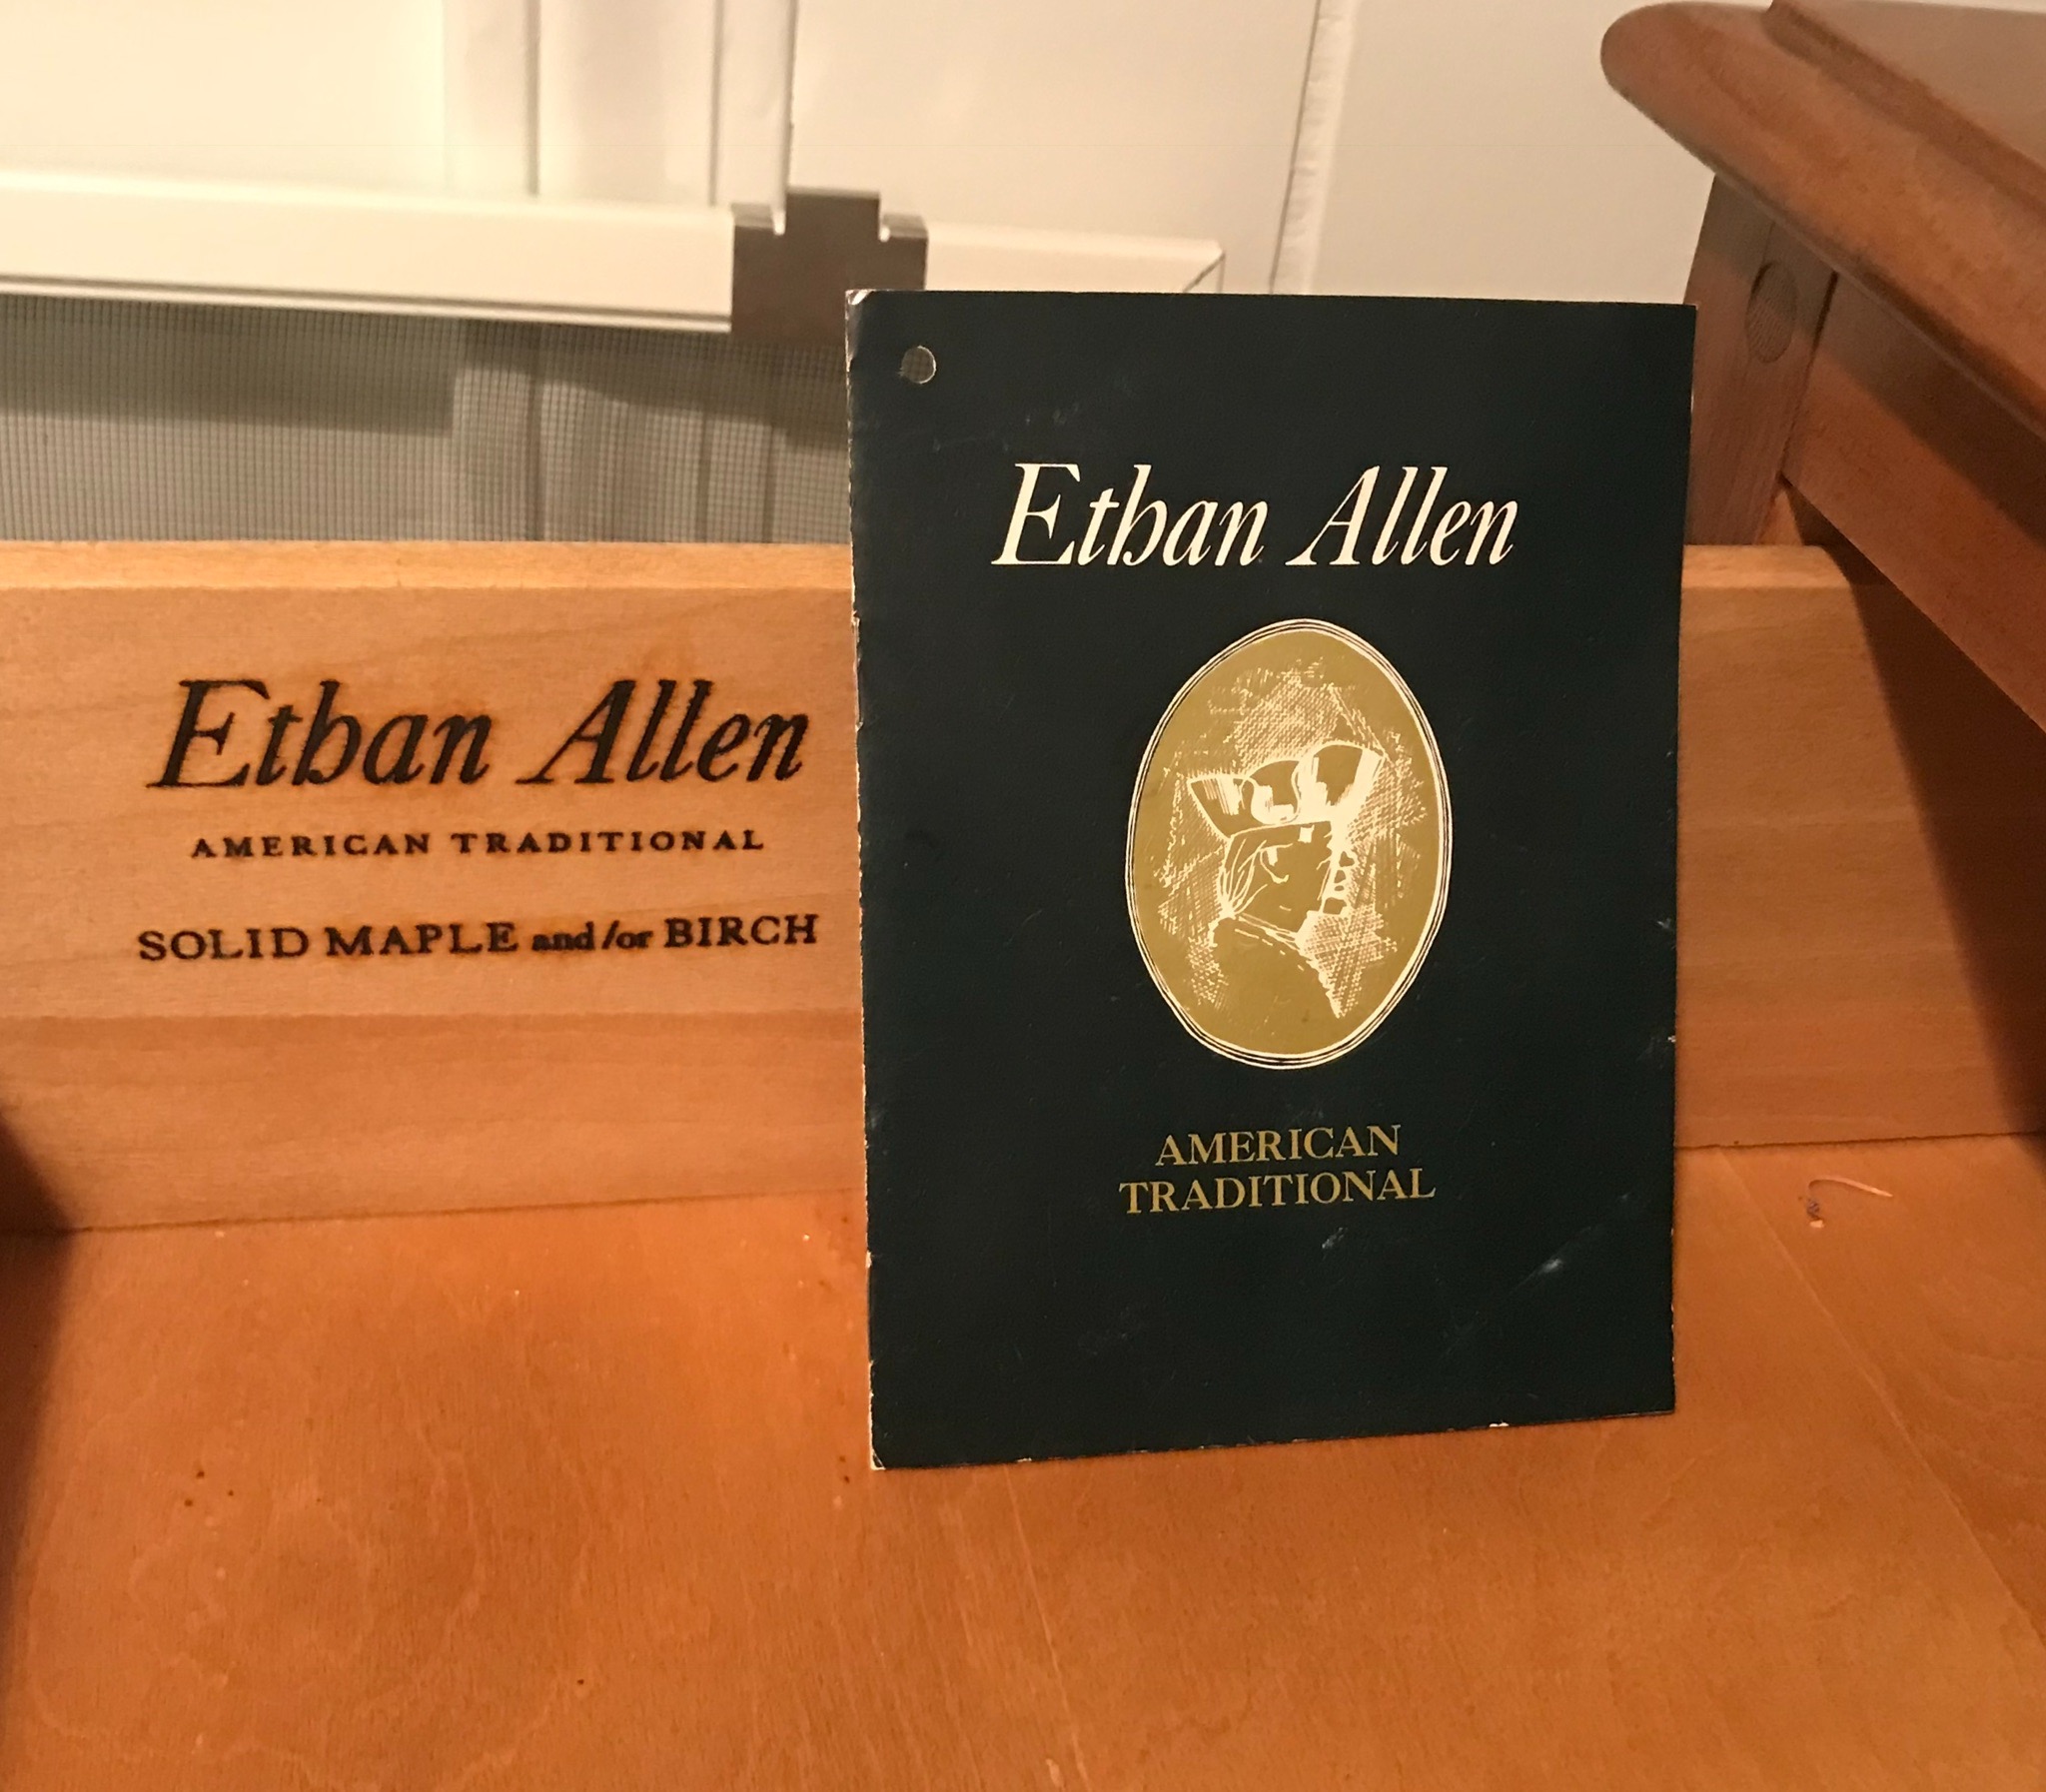 Ethan Allen
AMERICAN TRADITIONAL
SOLID MAPLE and/or BIRCH
Ethan Allen
AMERICAN
TRADITIONAL